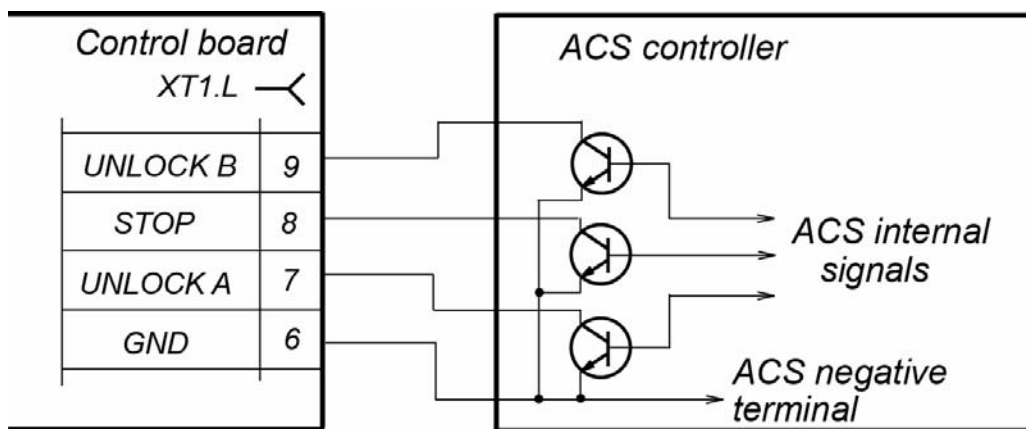 Control board
XT1.L
UNLOCK B 9
STOP 8
UNLOCK A 7
GND 6
ACS controller
ACS internal
signals
ACS negative
terminal